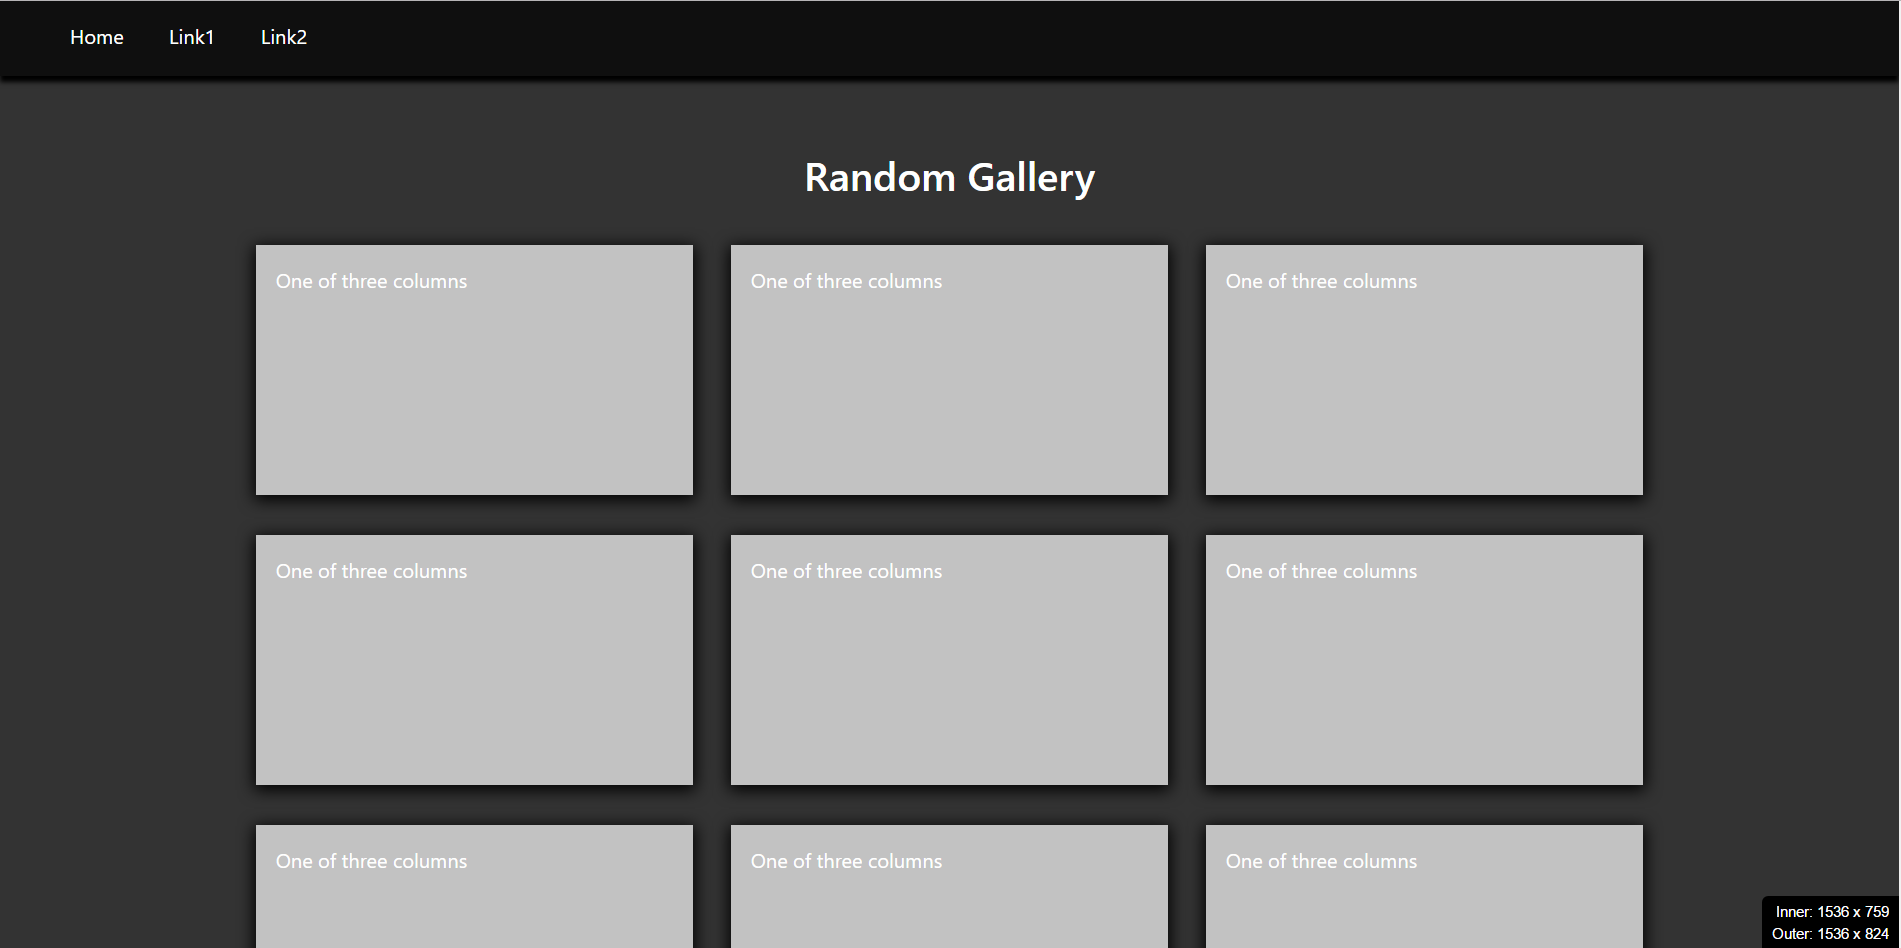 Home Link1 Link2
Random Gallery
One of three columns One of three columns One of three columns
One of three columns One of three columns One of three columns
One of three columns One of three columns One of three columns
Inner: 1536 x 759
Outer: 1536 x 824